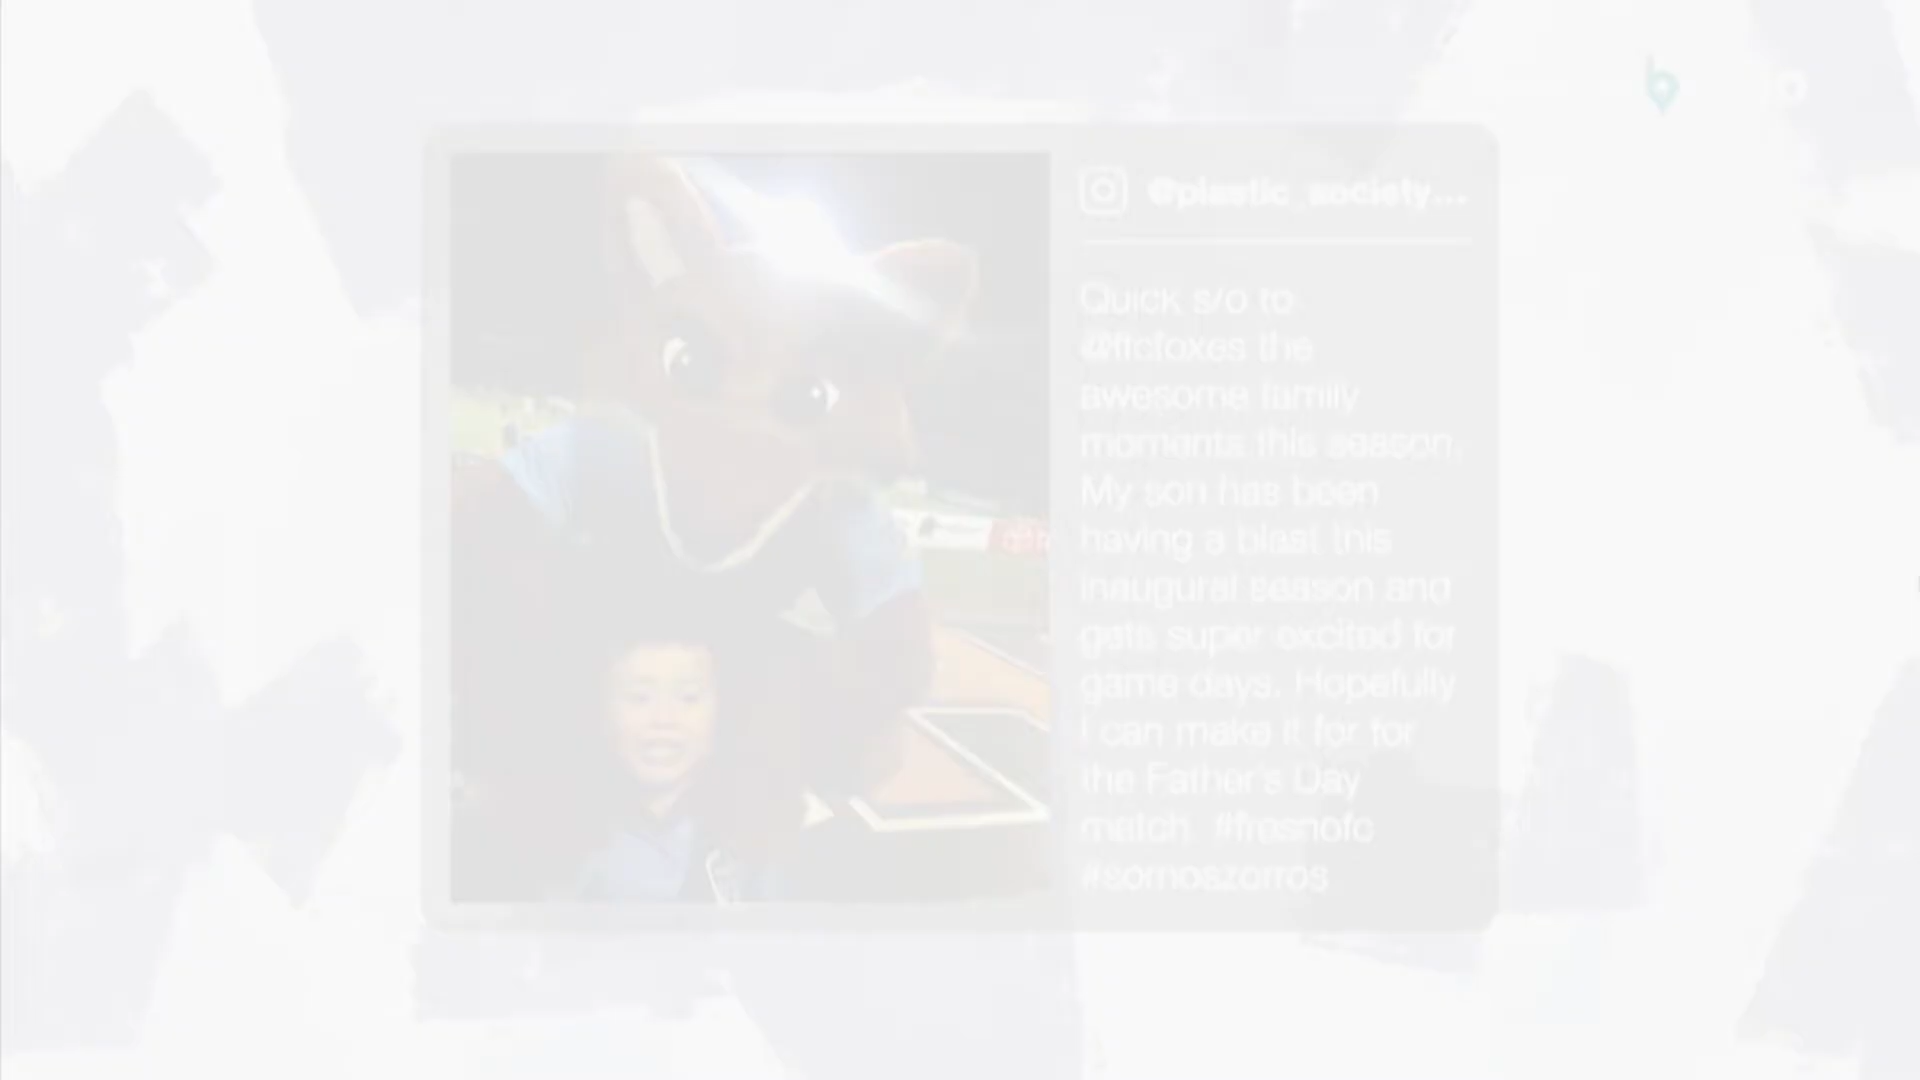 @plastic_society...
Quick s/o to
@ffcfoxes the
awesome family
moments this season.
My son has been
having a blast this
inaugural season and
gets super excited for
game days. Hopefully
I can make it for for
the Father's Day
match. #fresnofc
#somoszorros